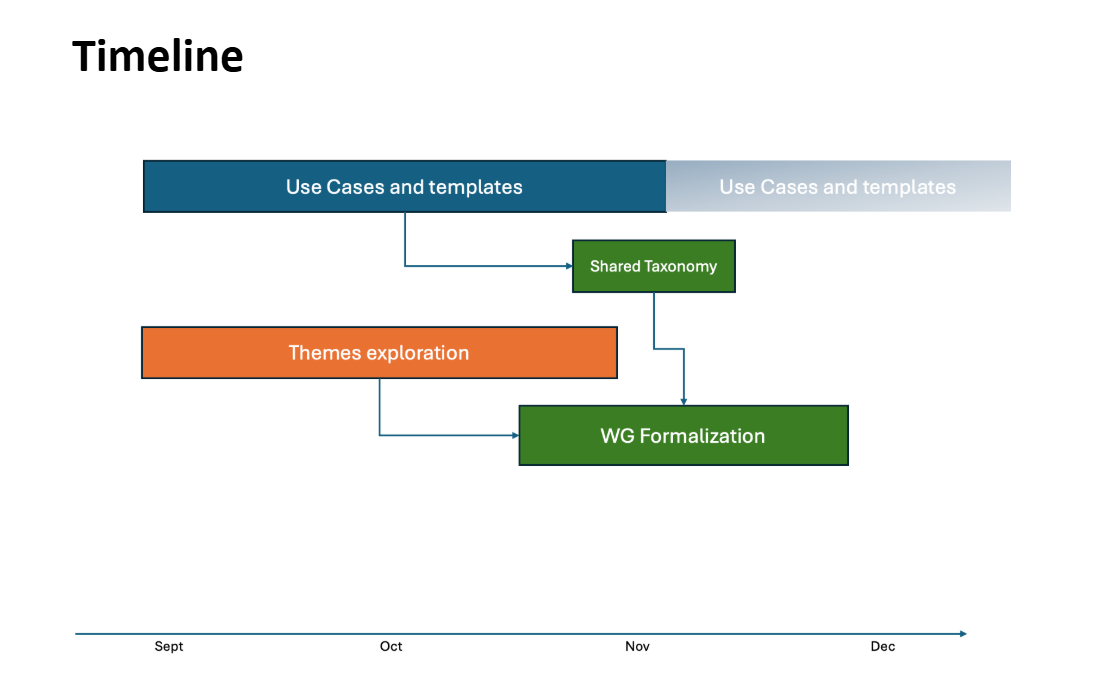 Timeline
Use Cases and templates
Use Cases and templates
Shared Taxonomy
Themes exploration
WG Formalization
Sept
Oct
Nov
Dec